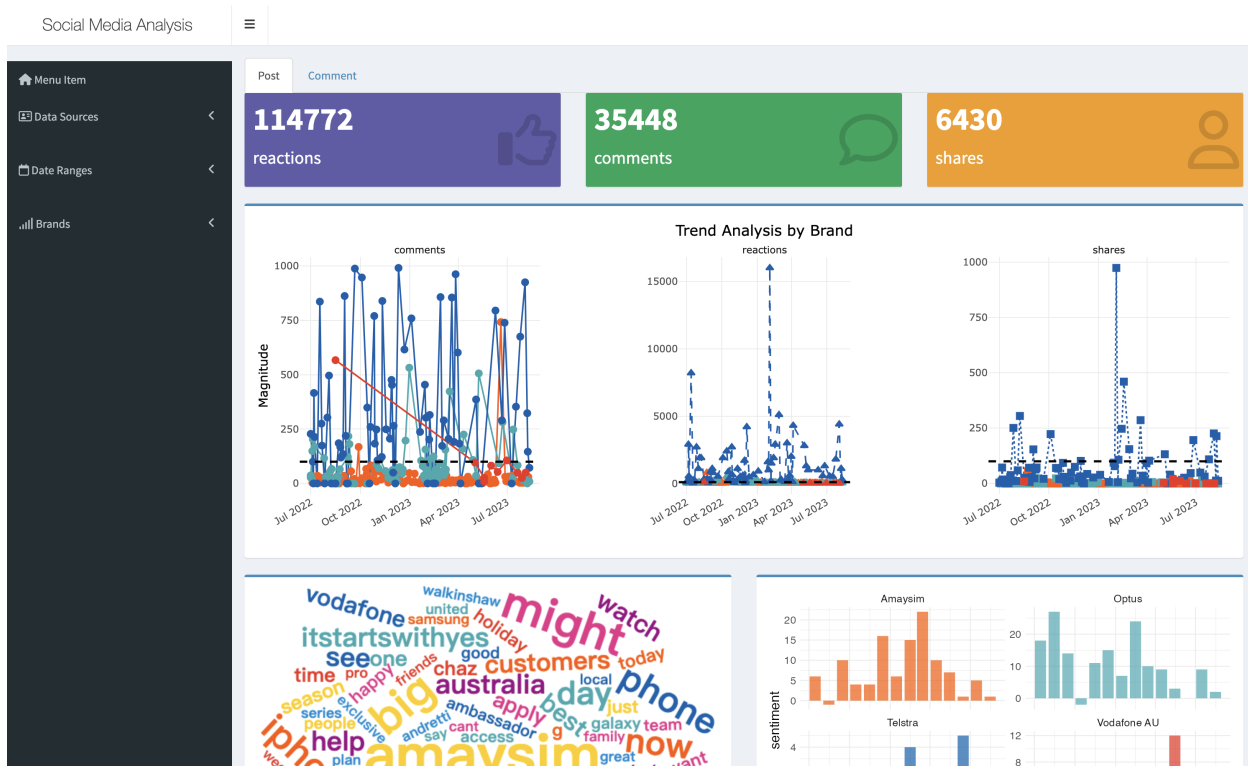 Social Media Analysis
Menu Item
Data Sources
Date Ranges
Brands
Post Comment
114772
reactions
35448
comments
6430
shares
Trend Analysis by Brand
comments
reactions
shares
Magnitude
1000
750
500
250
0
Jul 2022
Oct 2022
Jan 2023
Apr 2023
Jul 2023
15000
10000
5000
0
Jul 2022
Oct 2022
Jan 2023
Apr 2023
Jul 2023
1000
750
500
250
0
Jul 2022
Oct 2022
Jan 2023
Apr 2023
Jul 2023
vodafone
walkinshaw
united
samsung
holiday
might
watch
itstartswithyes
seeone
good
time
pro
friends
chaz
customers
today
happy
season
australia
local
phone
day
series
exclusive
big
people
ambassador
apply
best
just
andretti
galaxy
team
say
cant
access
g
family
help
now
plan
amaysim
great
sentiment
Amaysim
20
15
10
5
0
Optus
20
10
0
Telstra
4
Vodafone AU
12
8